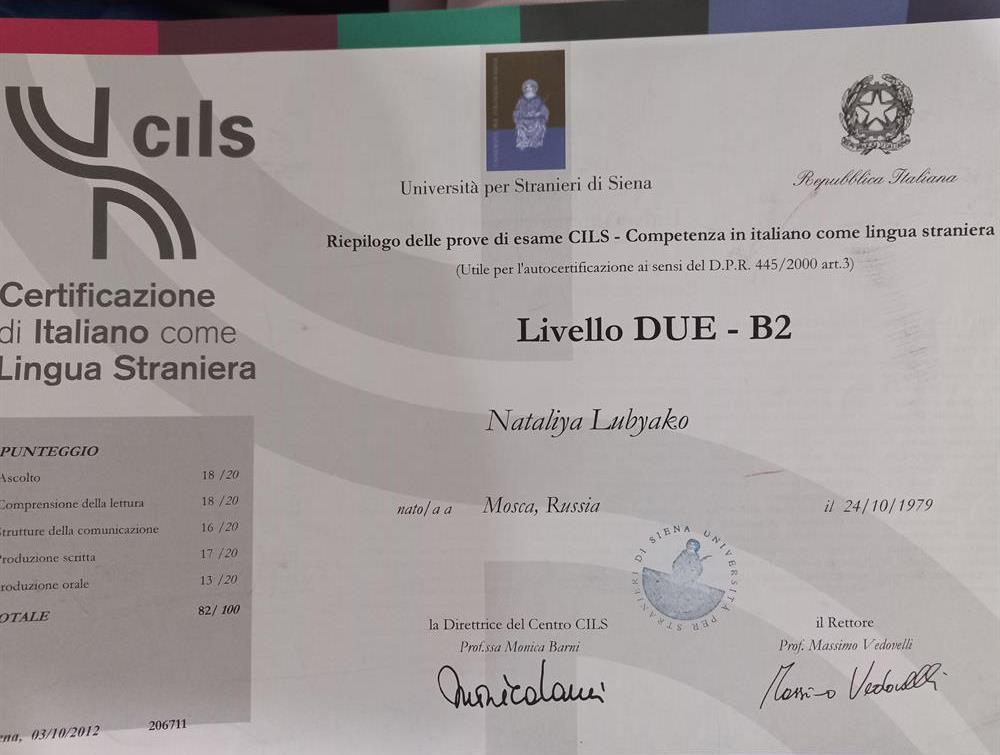 cils
Certificazione
di Italiano come
Lingua Straniera
PUNTEGGIO
Ascolto 18 /20
Comprensione della lettura 18 /20
Strutture della comunicazione 16 /20
Produzione scritta 17 /20
Produzione orale 13 /20
TOTALE 82/ 100
03/10/2012 206711
Università per Stranieri di Siena
Repubblica Italiana
Riepilogo delle prove di esame CILS - Competenza in italiano come lingua straniera
(Utile per l'autocertificazione ai sensi del D.P.R. 445/2000 art.3)
Livello DUE - B2
Nataliya Lubyako
nato/a a Mosca, Russia il 24/10/1979
UNIVERSITÀ PER STRANIERI DI SIENA
la Direttrice del Centro CILS
Prof.ssa Monica Barni
il Rettore
Prof. Massimo Vedovelli
Massimo Vedovelli